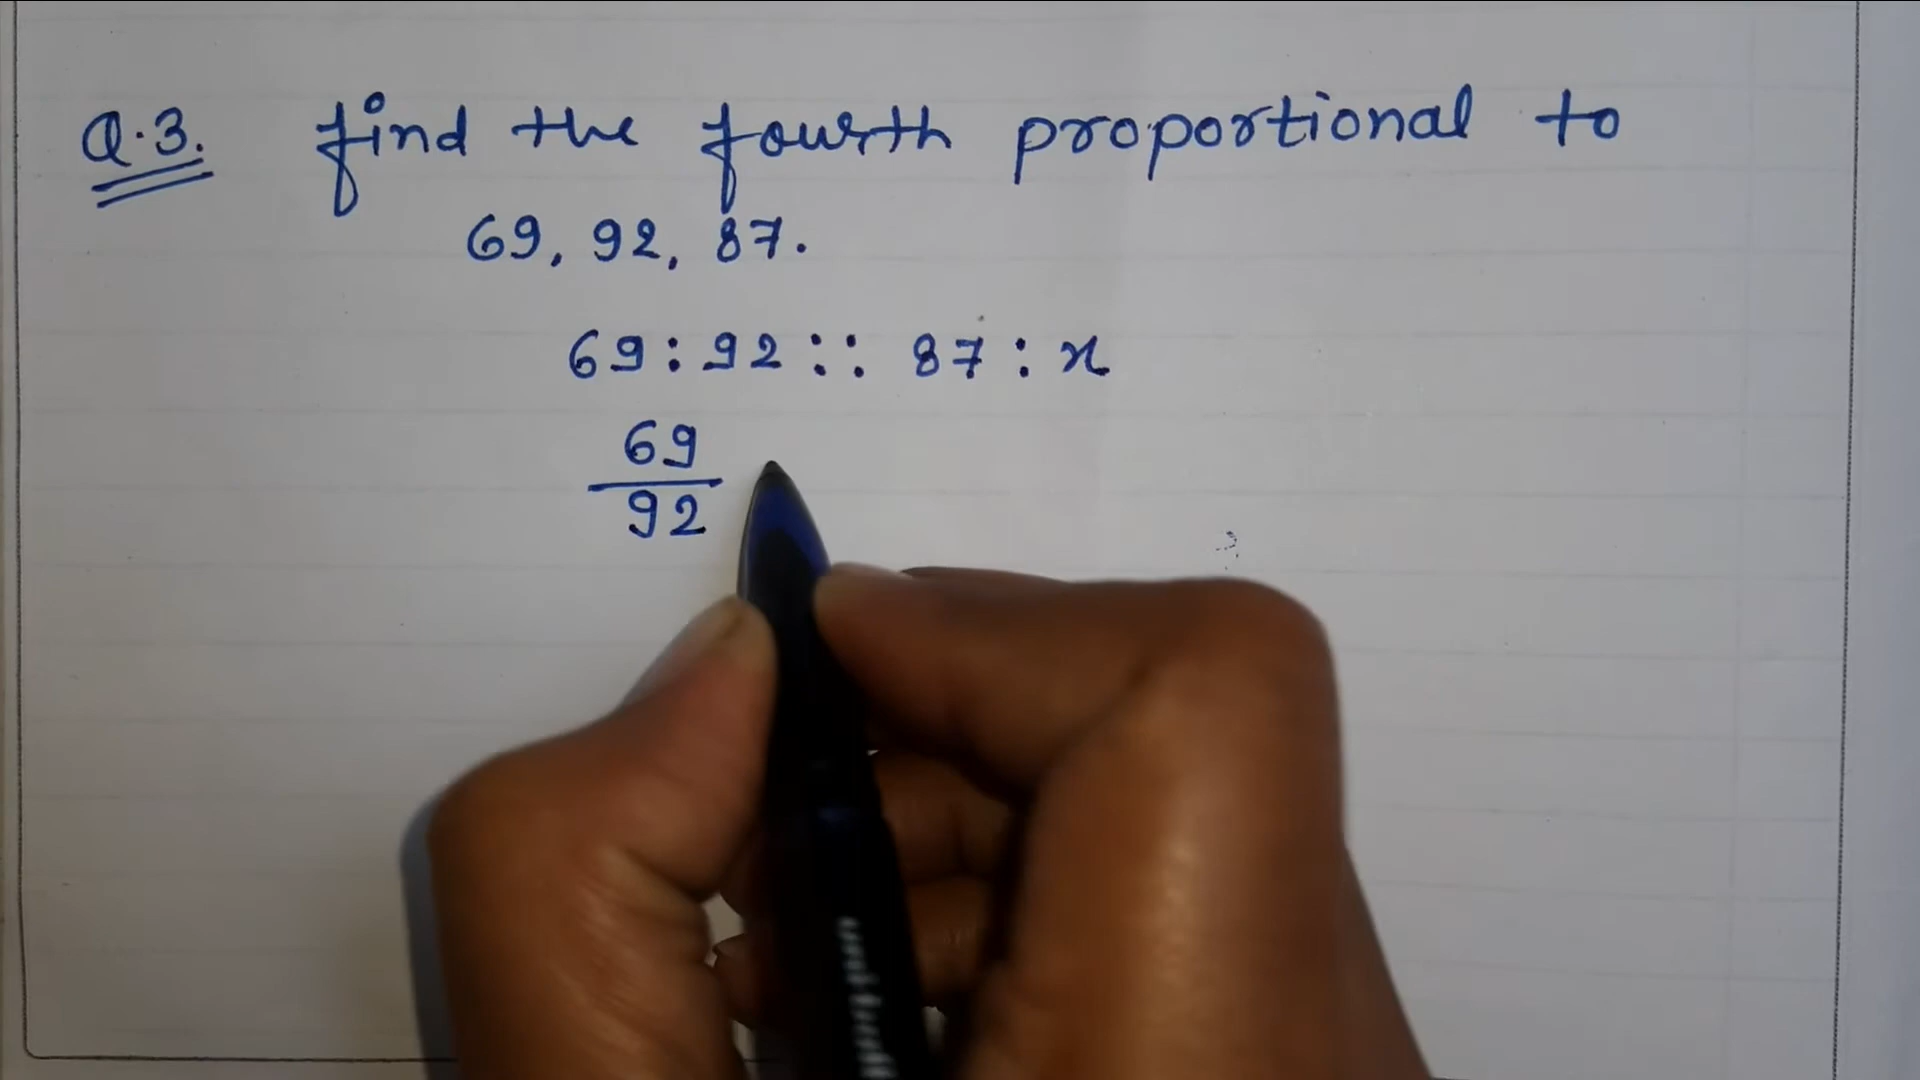 Q.3. find the fourth proportional to
69, 92, 87.
69 : 92 :: 87 : x
69
92